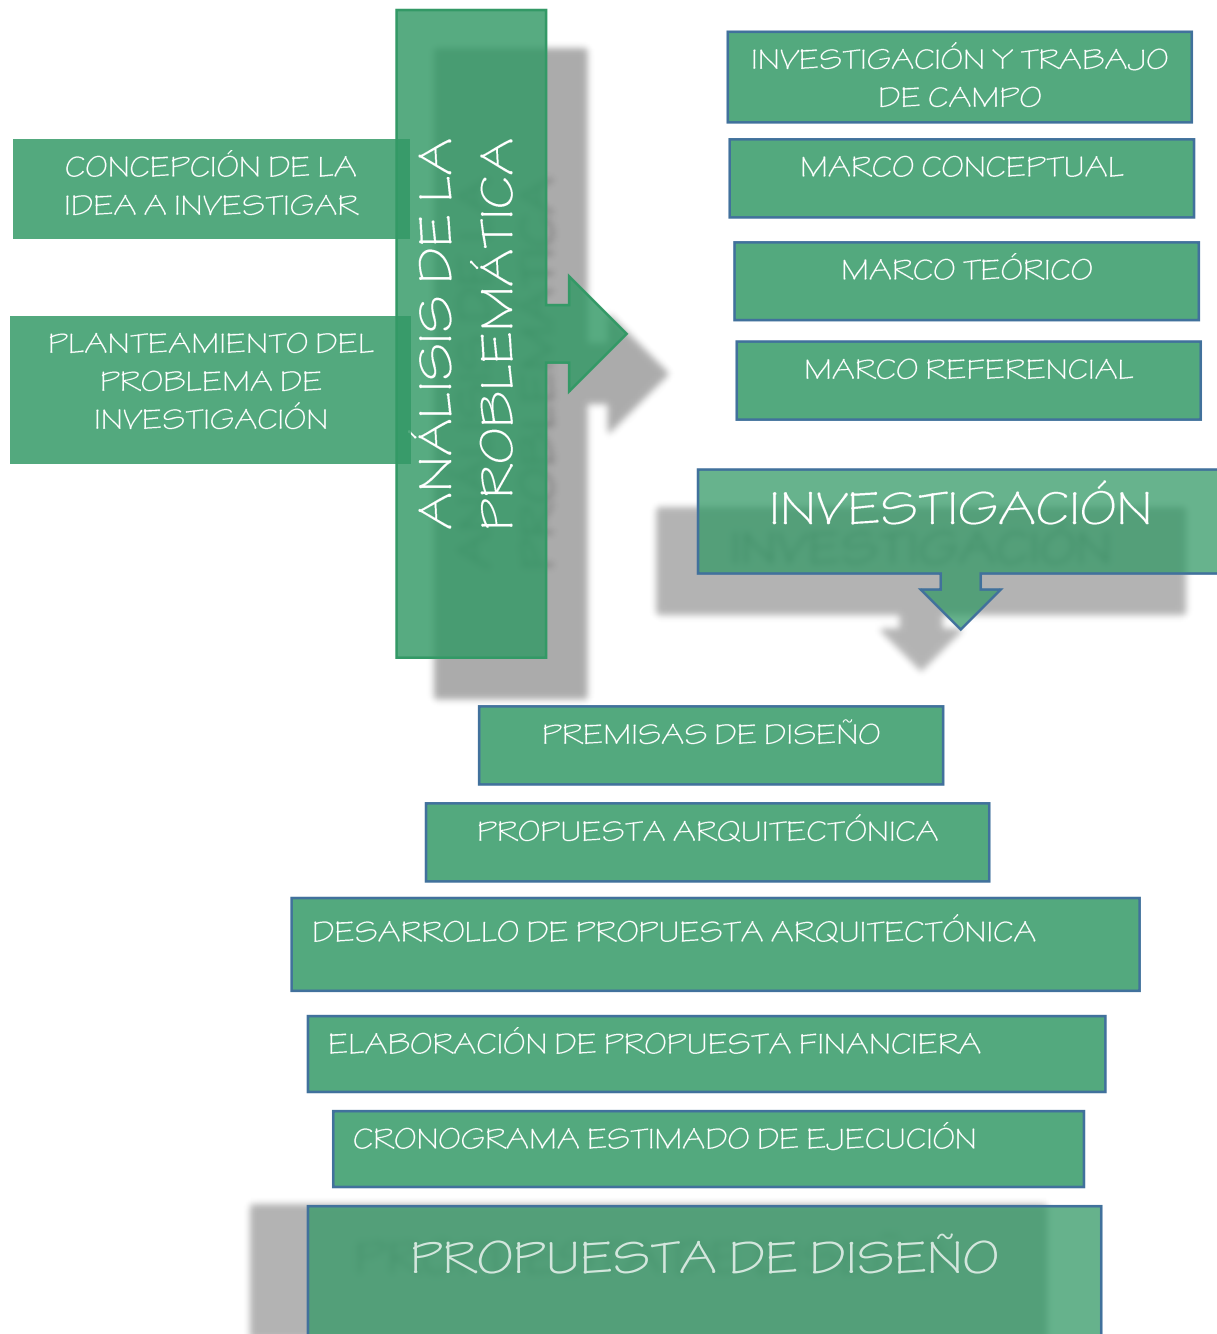 CONCEPCIÓN DE LA
IDEA A INVESTIGAR
PLANTEAMIENTO DEL
PROBLEMA DE
INVESTIGACIÓN
ANÁLISIS DE LA
PROBLEMÁTICA
INVESTIGACIÓN Y TRABAJO
DE CAMPO
MARCO CONCEPTUAL
MARCO TEÓRICO
MARCO REFERENCIAL
INVESTIGACIÓN
PREMISAS DE DISEÑO
PROPUESTA ARQUITECTÓNICA
DESARROLLO DE PROPUESTA ARQUITECTÓNICA
ELABORACIÓN DE PROPUESTA FINANCIERA
CRONOGRAMA ESTIMADO DE EJECUCIÓN
PROPUESTA DE DISEÑO